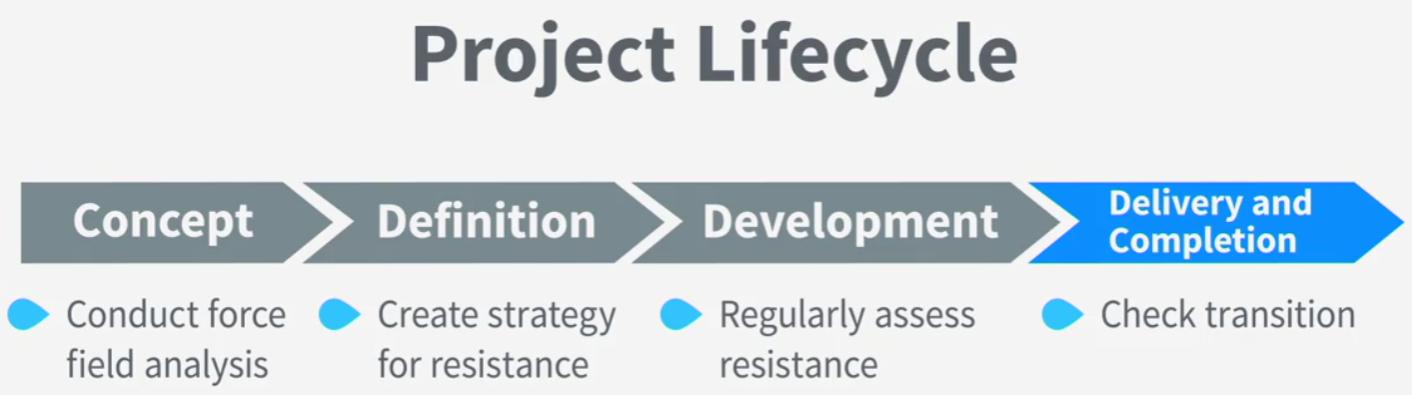 Project Lifecycle
Concept
Definition
Development
Delivery and
Completion
Conduct force
field analysis
Create strategy
for resistance
Regularly assess
resistance
Check transition